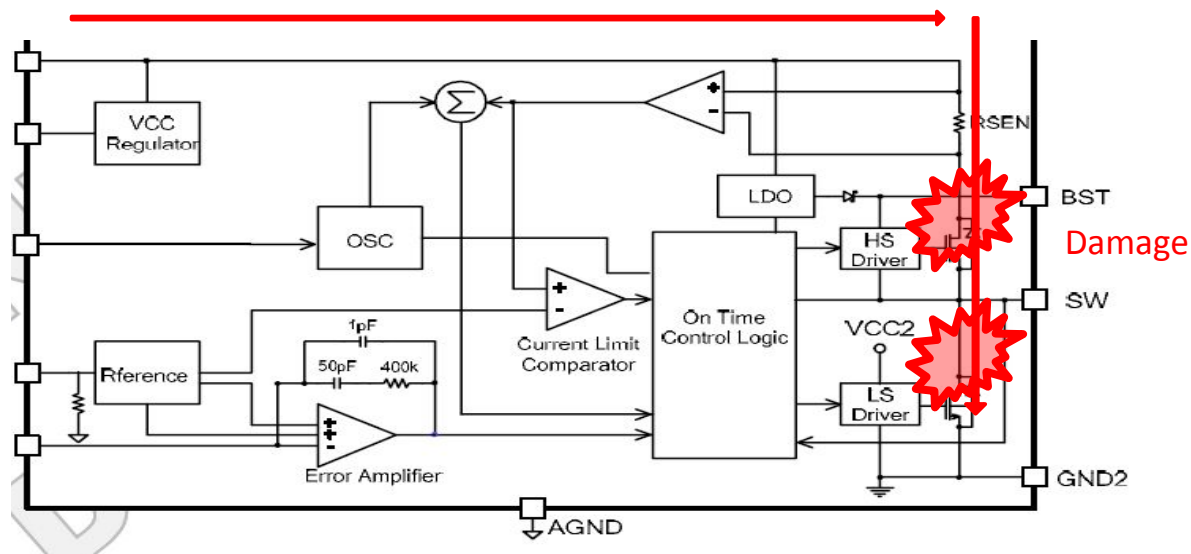 VCC
Regulator
Σ
+
-
RSEN
LDO
BST
Damage
OSC
HS
Driver
+
-
SW
On Time
Control Logic
1pF
Current Limit
Comparator
VCC2
50pF
400k
Rference
LS
Driver
+
+
-
Error Amplifier
GND2
AGND